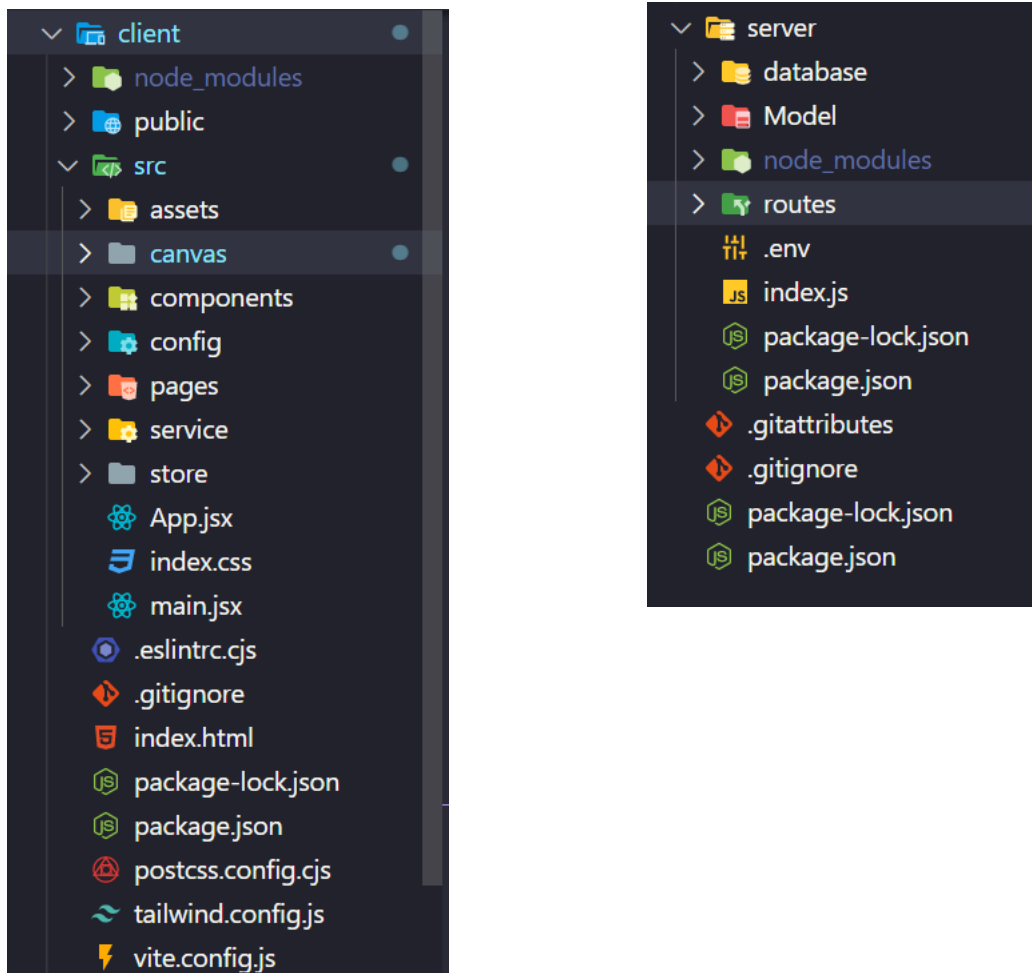 client
node_modules
public
src
assets
canvas
components
config
pages
service
store
App.jsx
index.css
main.jsx
.eslintrc.cjs
.gitignore
index.html
package-lock.json
package.json
postcss.config.cjs
tailwind.config.js
vite.config.js
server
database
Model
node_modules
routes
.env
index.js
package-lock.json
package.json
.gitattributes
.gitignore
package-lock.json
package.json